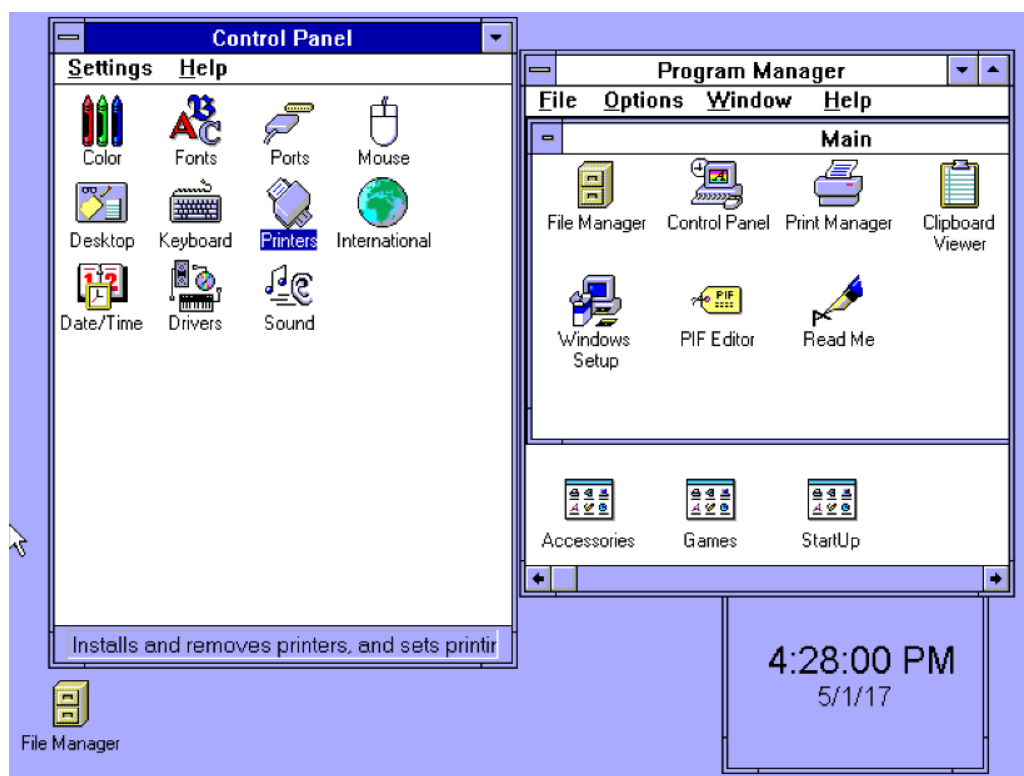 Control Panel
Settings Help
Color Fonts Ports Mouse
Desktop Keyboard Printers International
Date/Time Drivers Sound
Installs and removes printers, and sets printin
File Manager
Program Manager
File Options Window Help
Main
File Manager Control Panel Print Manager Clipboard
Viewer
Windows PIF Editor Read Me
Setup
Accessories Games StartUp
4:28:00 PM
5/1/17